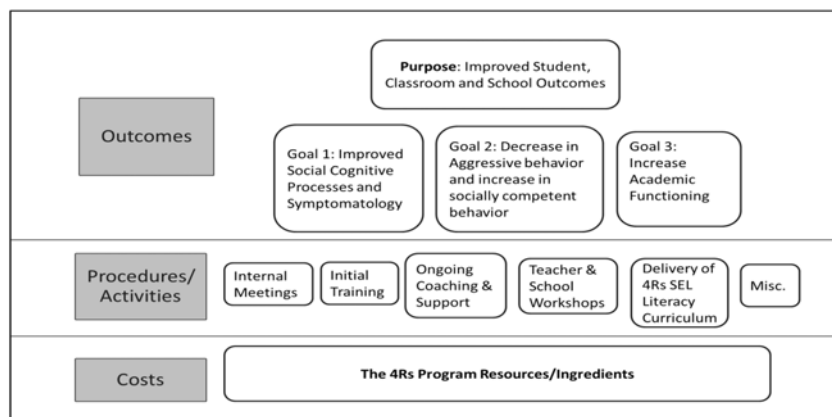 Purpose: Improved Student,
Classroom and School Outcomes
Outcomes
Goal 1: Improved
Social Cognitive
Processes and
Symptomatology
Goal 2: Decrease in
Aggressive behavior
and increase in
socially competent
behavior
Goal 3:
Increase
Academic
Functioning
Procedures/
Activities
Internal
Meetings
Initial
Training
Ongoing
Coaching &
Support
Teacher &
School
Workshops
Delivery of
4Rs SEL
Literacy
Curriculum
Misc.
Costs
The 4Rs Program Resources/Ingredients